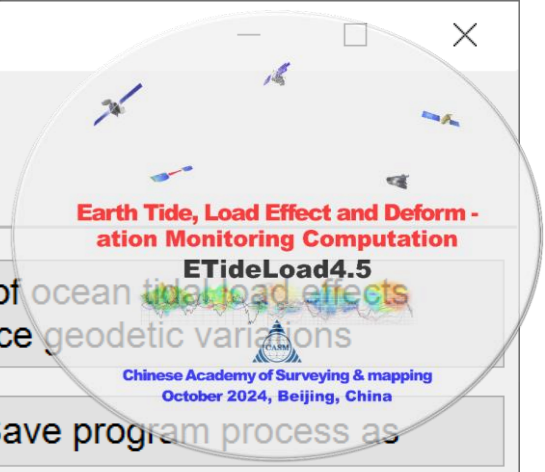 Earth Tide, Load Effect and Deform -
ation Monitoring Computation
ETideLoad4.5
of ocean tidal load effects
ce geodetic variations
CASM
Chinese Academy of Surveying & mapping
October 2024, Beijing, China
Save program process as